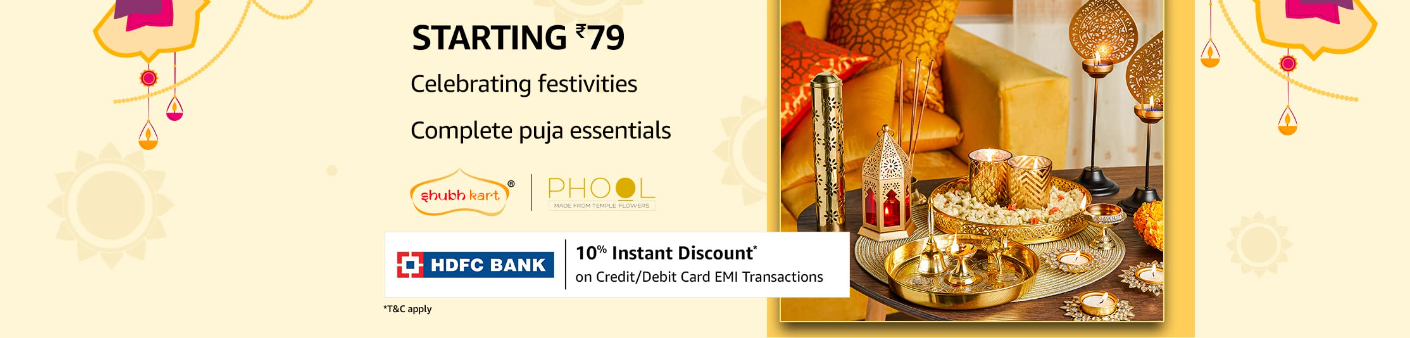 STARTING ₹79
Celebrating festivities
Complete puja essentials
shubh kart®
PHOOL
MADE FROM TEMPLE FLOWERS
HDFC BANK
10% Instant Discount*
on Credit/Debit Card EMI Transactions
*T&C apply